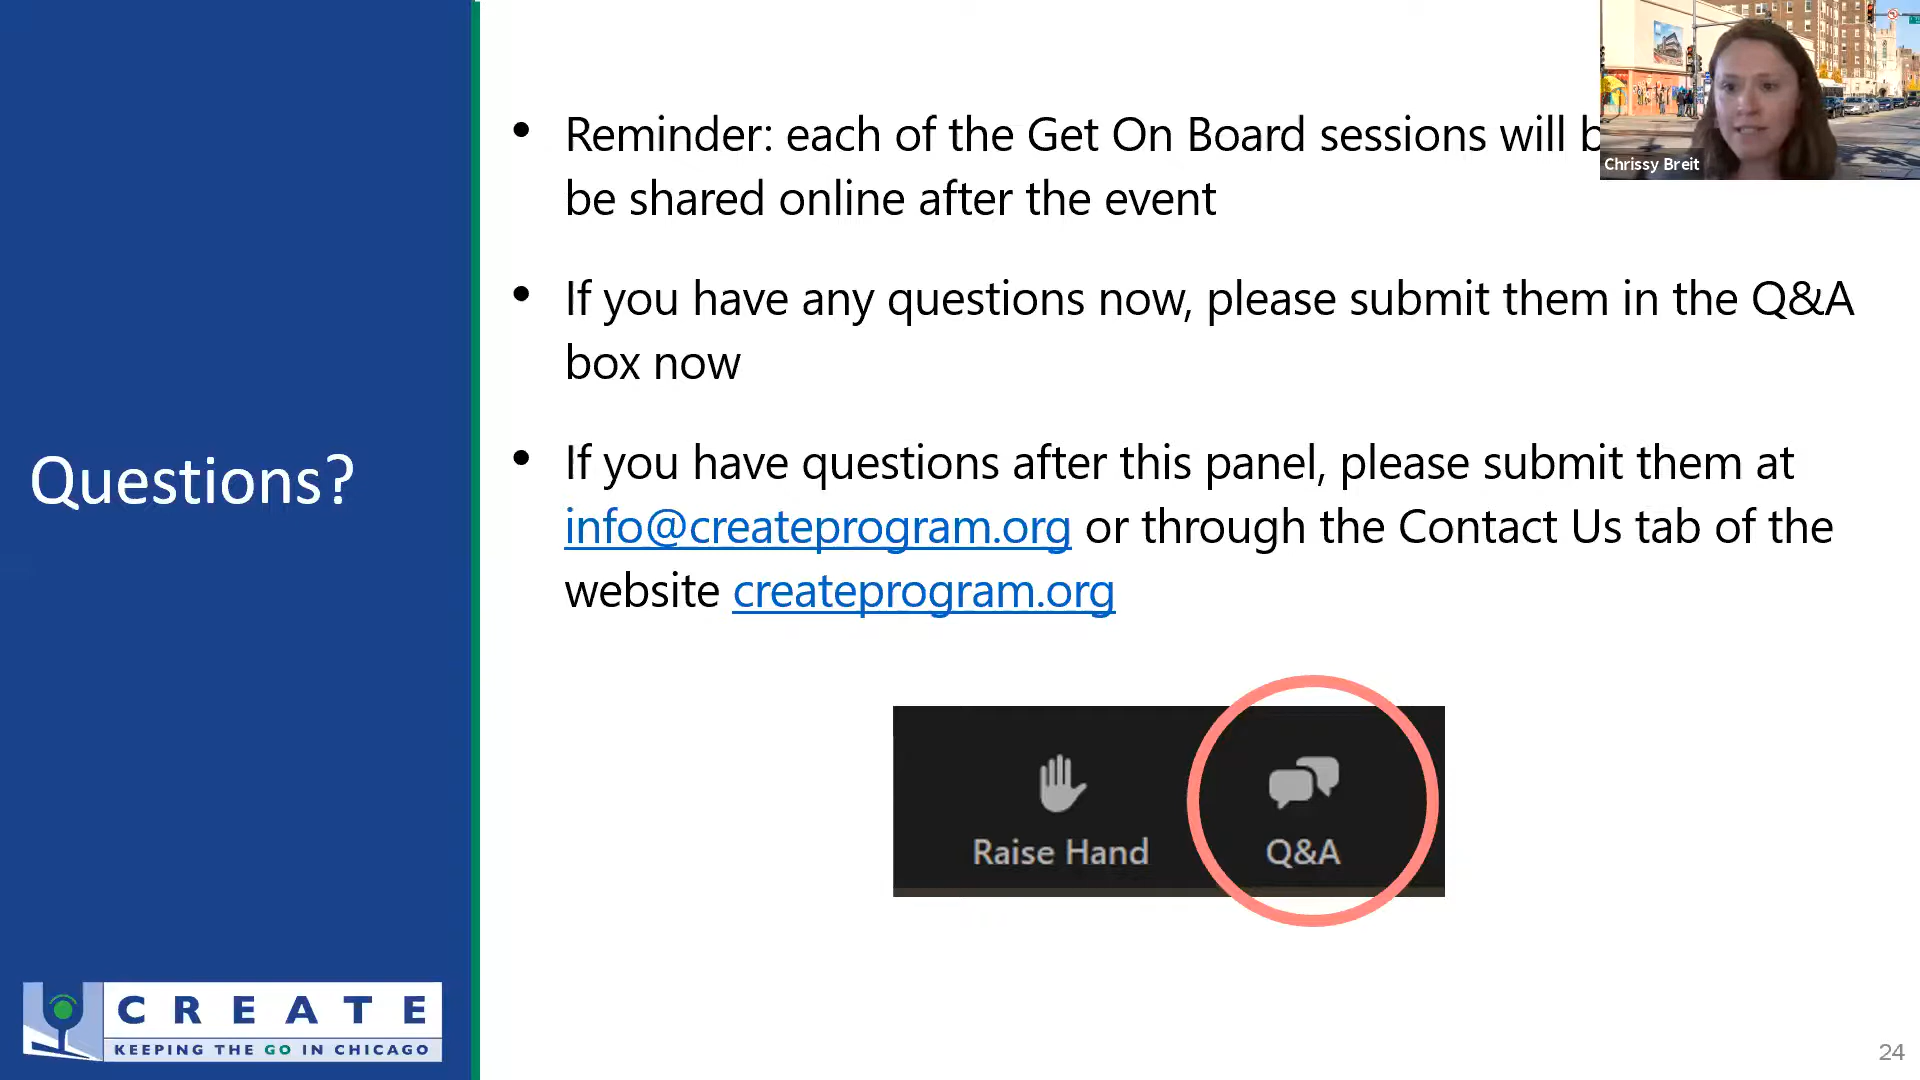 Chrissy Breit
• Reminder: each of the Get On Board sessions will
be shared online after the event
• If you have any questions now, please submit them in the Q&A
box now
• If you have questions after this panel, please submit them at
info@createprogram.org or through the Contact Us tab of the
website createprogram.org
Questions?
Raise Hand
Q&A
CREATE
KEEPING THE GO IN CHICAGO
24